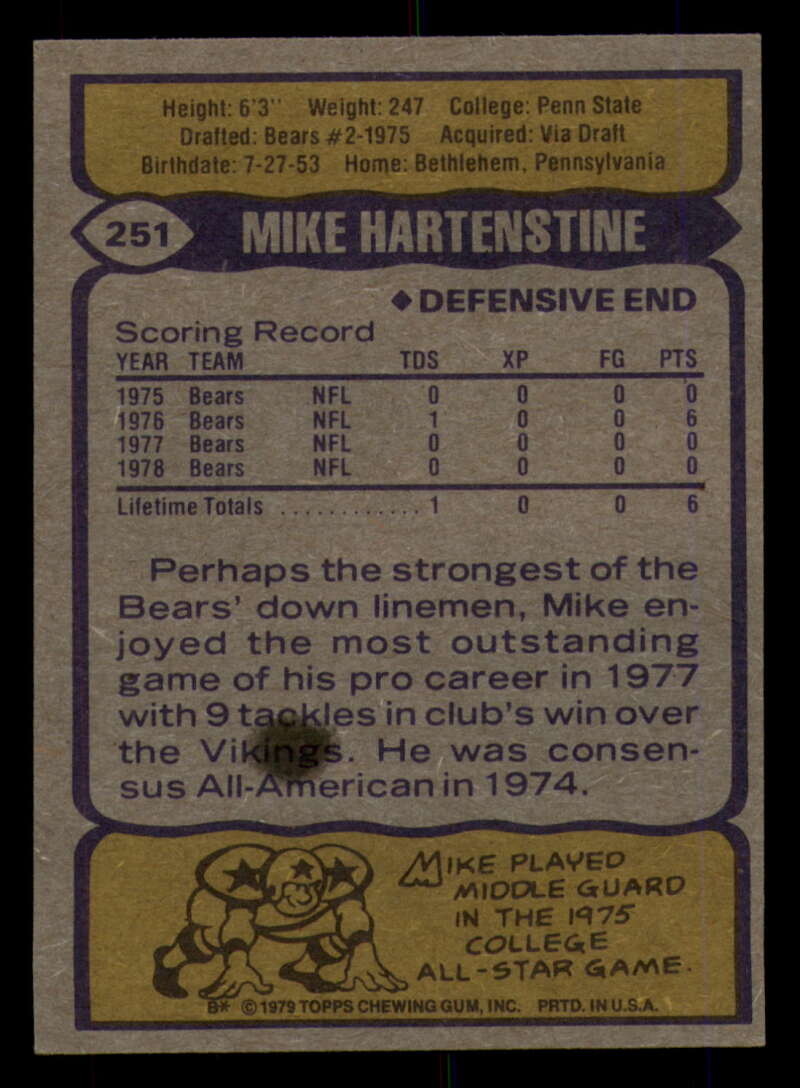 Height: 6'3" Weight: 247 College: Penn State
Drafted: Bears #2-1975 Acquired: Via Draft
Birthdate: 7-27-53 Home: Bethlehem, Pennsylvania
251 MIKE HARTENSTINE
◆ DEFENSIVE END
Scoring Record
YEAR TEAM TDS XP FG PTS
1975 Bears NFL 0 0 0 0
1976 Bears NFL 1 0 0 6
1977 Bears NFL 0 0 0 0
1978 Bears NFL 0 0 0 0
Lifetime Totals ............ 1 0 0 6
Perhaps the strongest of the
Bears' down linemen, Mike en-
joyed the most outstanding
game of his pro career in 1977
with 9 tackles in club's win over
the Vikings. He was consen-
sus All-American in 1974.
MIKE PLAYED
MIDDLE GUARD
IN THE 1975
COLLEGE
ALL-STAR GAME.
B* © 1979 TOPPS CHEWING GUM, INC. PRTD. IN U.S.A.